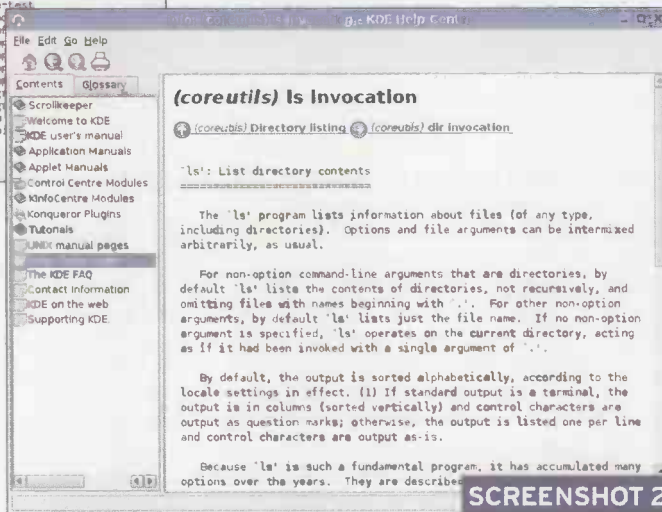 KDE Help Center
File Edit Go Help
Contents Glossary
Scrollkeeper
Welcome to KDE
KDE user's manual
Application Manuals
Applet Manuals
Control Centre Modules
KInfoCentre Modules
Konqueror Plugins
Tutorials
UNIX manual pages
The KDE FAQ
Contact Information
KDE on the web
Supporting KDE
(coreutils) ls invocation
(coreutils) Directory listing (coreutils) dir invocation
`ls': List directory contents
===========================
The `ls' program lists information about files (of any type,
including directories). Options and file arguments can be intermixed
arbitrarily, as usual.
For non-option command-line arguments that are directories, by
default `ls' lists the contents of directories, not recursively, and
omitting files with names beginning with `.'. For other non-option
arguments, by default `ls' lists just the file name. If no non-option
argument is specified, `ls' operates on the current directory, acting
as if it had been invoked with a single argument of `.'.
By default, the output is sorted alphabetically, according to the
locale settings in effect. (1) If standard output is a terminal, the
output is in columns (sorted vertically) and control characters are
output as question marks; otherwise, the output is listed one per line
and control characters are output as-is.
Because `ls' is such a fundamental program, it has accumulated many
options over the years. They are described
SCREENSHOT 2